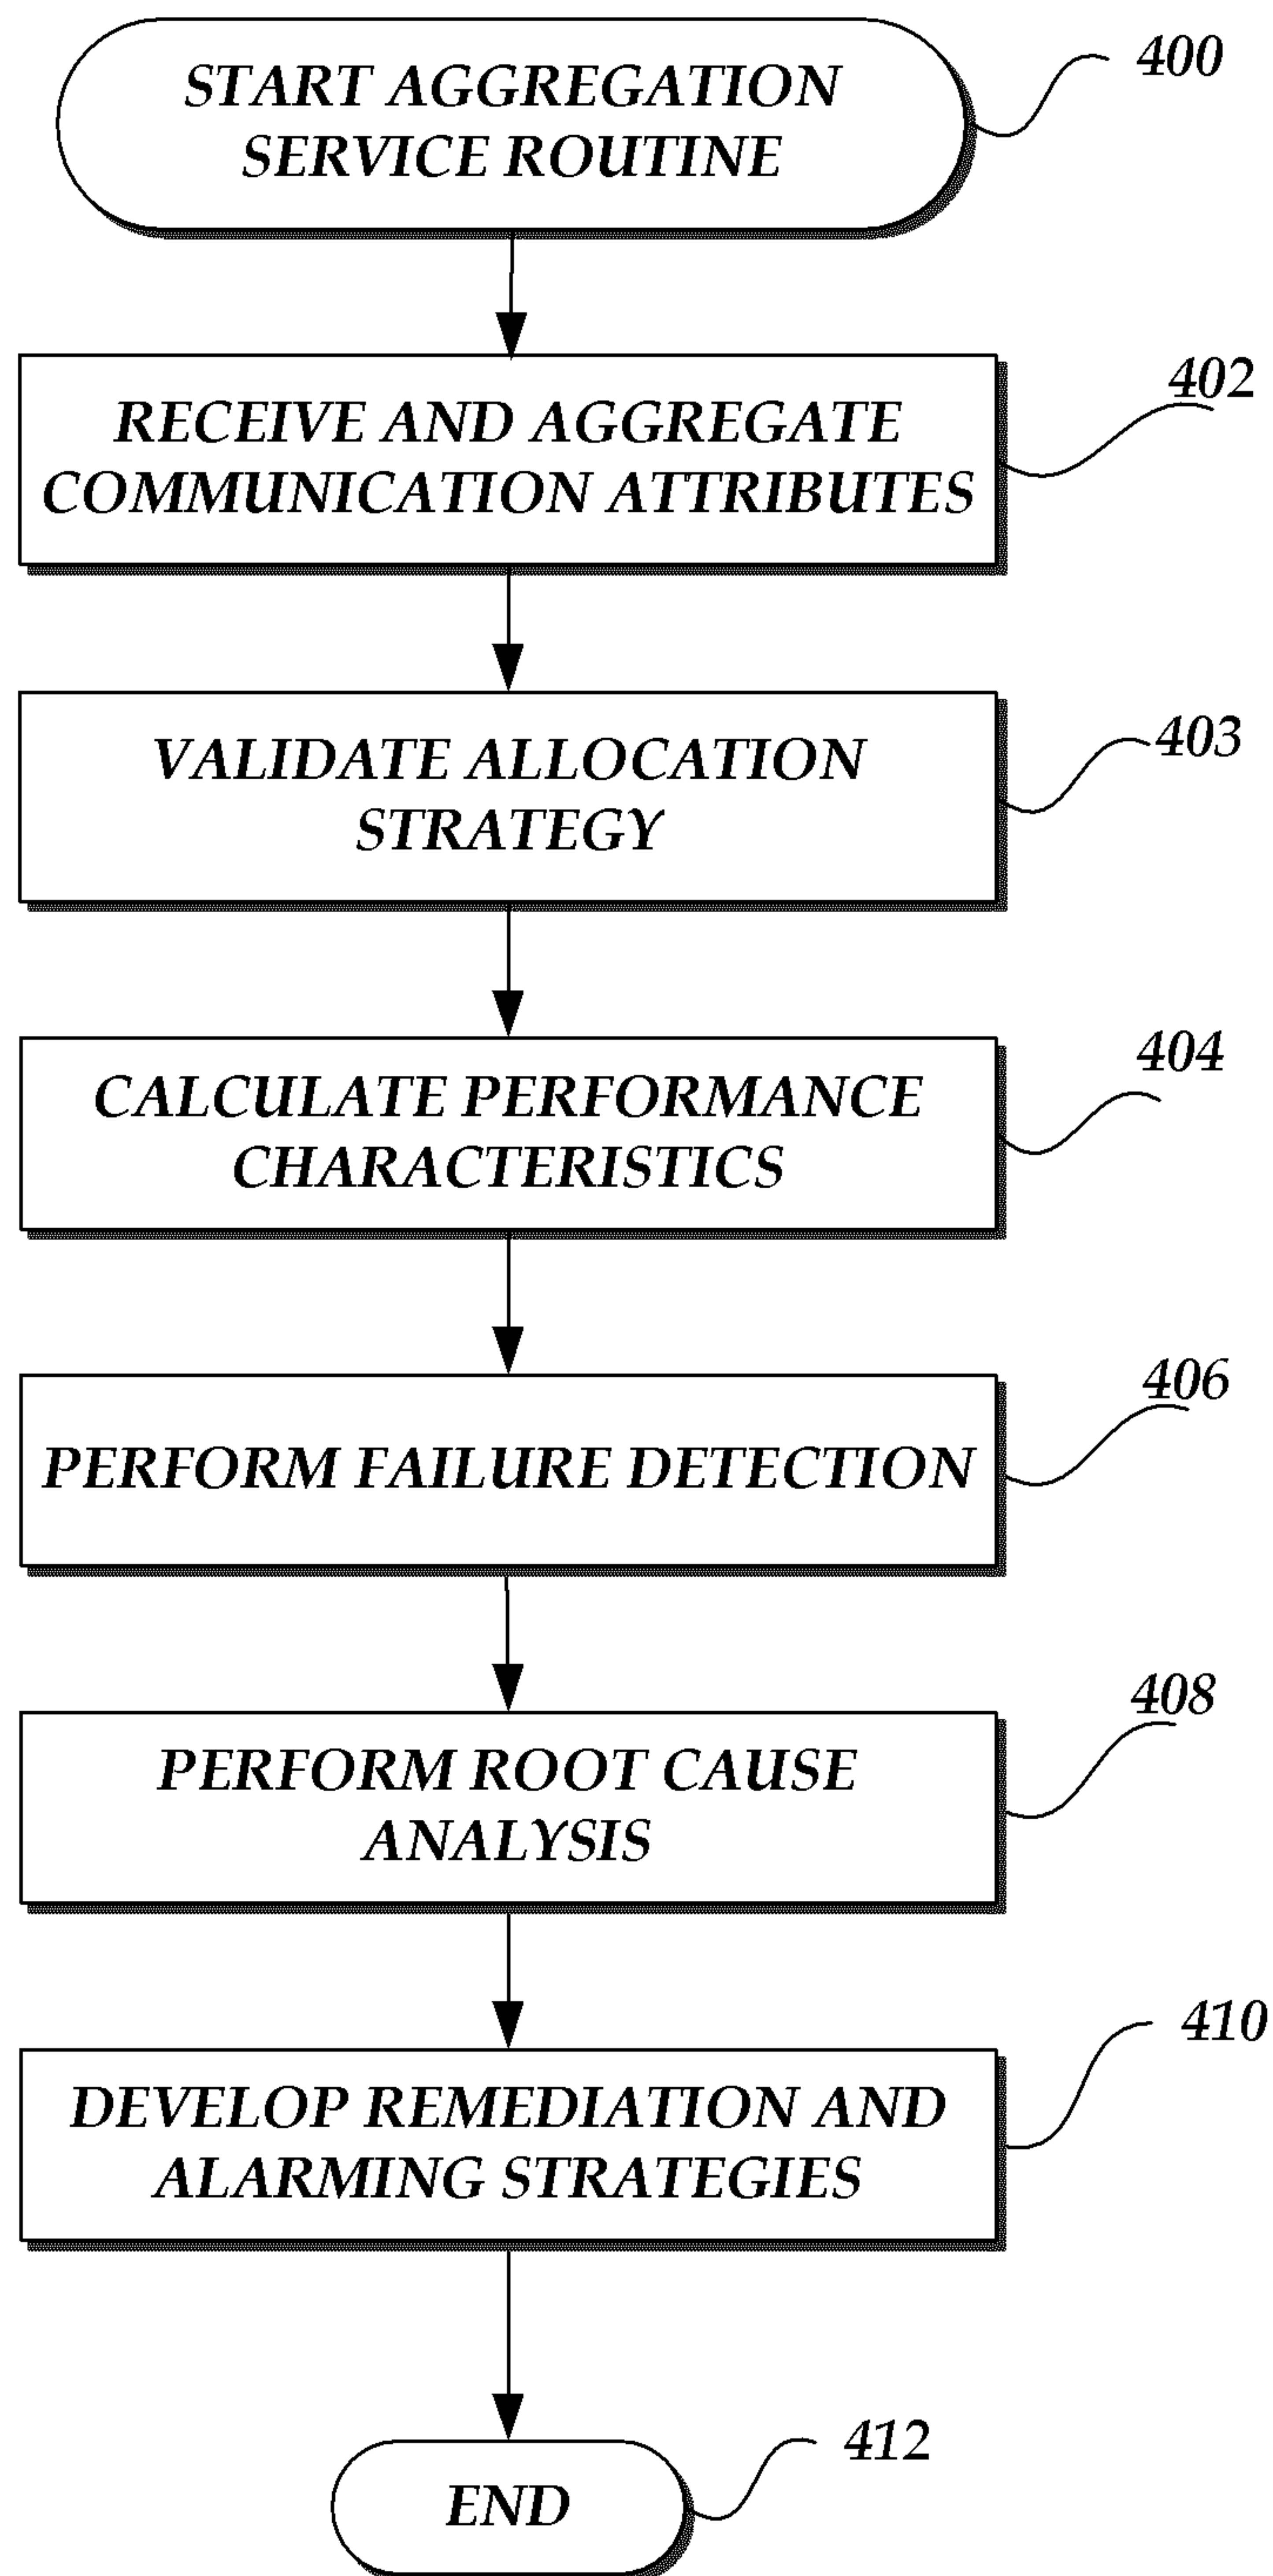 START AGGREGATION
SERVICE ROUTINE
400
RECEIVE AND AGGREGATE
COMMUNICATION ATTRIBUTES
402
VALIDATE ALLOCATION
STRATEGY
403
CALCULATE PERFORMANCE
CHARACTERISTICS
404
PERFORM FAILURE DETECTION
406
PERFORM ROOT CAUSE
ANALYSIS
408
DEVELOP REMEDIATION AND
ALARMING STRATEGIES
410
END
412